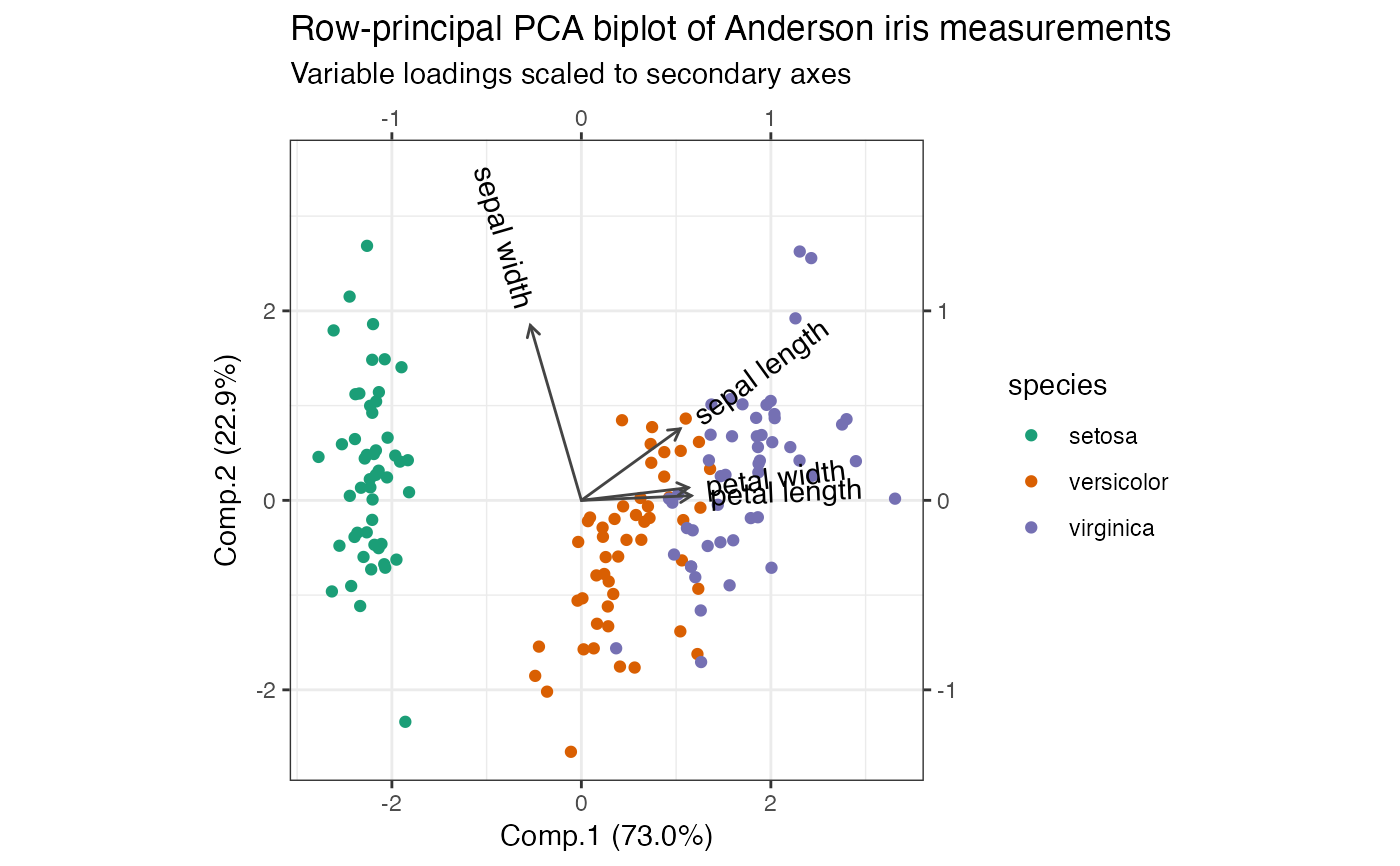 Row-principal PCA biplot of Anderson iris measurements
Variable loadings scaled to secondary axes
-1 0 1
sepal width
sepal length
petal width
petal length
2
0
-2
1
0
-1
Comp.2 (22.9%)
-2 0 2
Comp.1 (73.0%)
species
setosa
versicolor
virginica